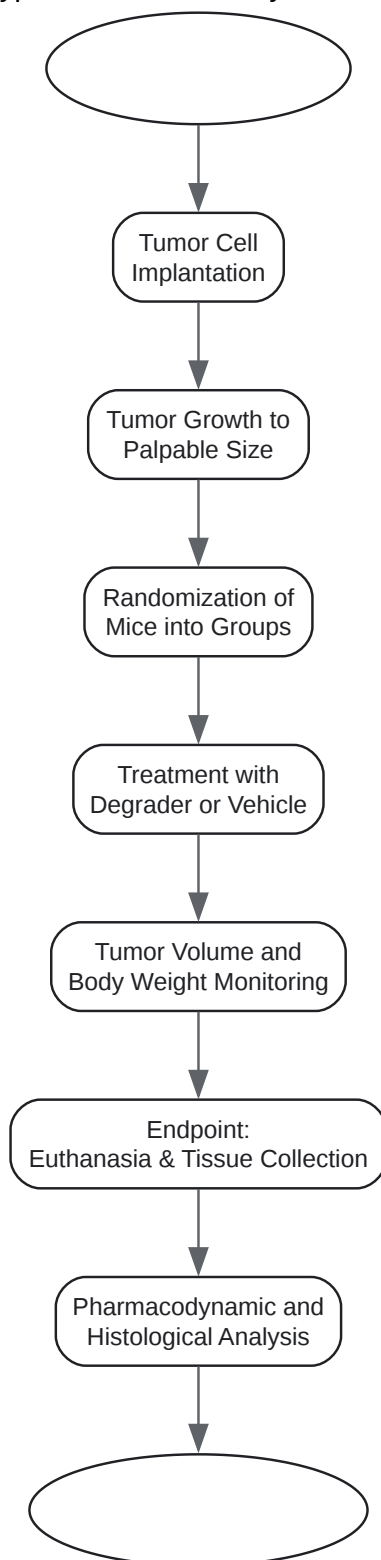 Tumor Cell
Implantation
Tumor Growth to
Palpable Size
Randomization of
Mice into Groups
Treatment with
Degrader or Vehicle
Tumor Volume and
Body Weight Monitoring
Endpoint:
Euthanasia & Tissue Collection
Pharmacodynamic and
Histological Analysis